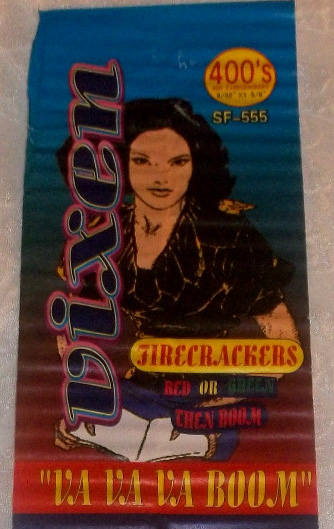 400'S
SF-555
vixen
FIRECRACKERS
RED OR GREEN
THEN BOOM
"VA VA VA BOOM"